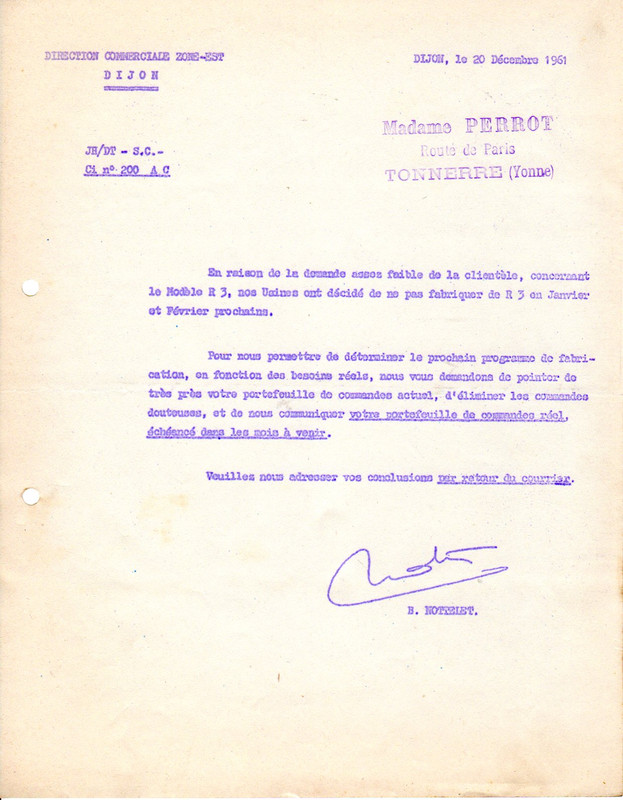 DIRECTION COMMERCIALE ZONE-EST
DIJON
DIJON, le 20 Décembre 1961
Madame PERROT
Route de Paris
TONNERRE (Yonne)
JH/DT - S.C.-
Ci n° 200 A C
En raison de la demande assez faible de la clientèle, concernant
le Modèle R 3, nos Usines ont décidé de ne pas fabriquer de R 3 en Janvier
et Février prochains.
Pour nous permettre de déterminer le prochain programme de fabri-
cation, en fonction des besoins réels, nous vous demandons de pointer de
très près votre portefeuille de commandes actuel, d'éliminer les commandes
douteuses, et de nous communiquer votre portefeuille de commandes réel,
échéancé dans les mois à venir.
Veuillez nous adresser vos conclusions par retour du courrier.
NOTTELET.